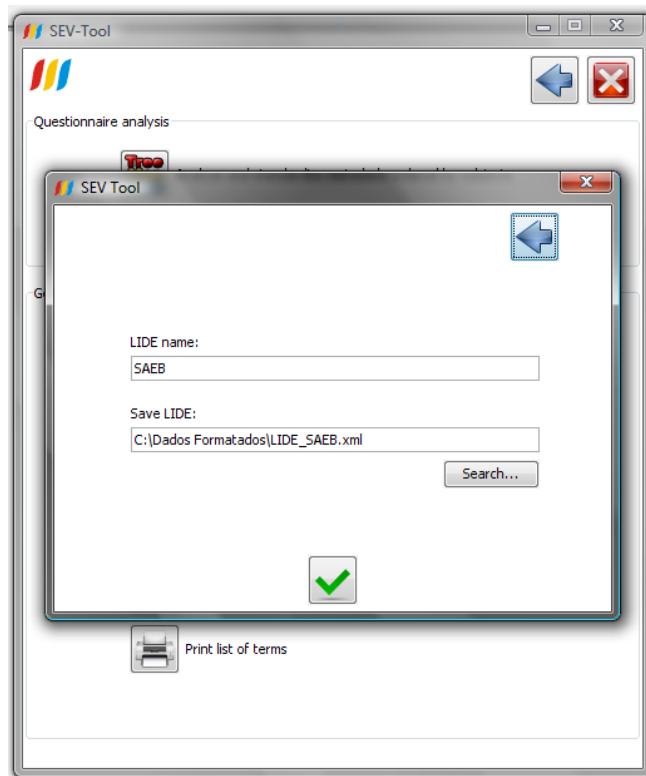 SEV-Tool
Questionnaire analysis
Tree
SEV Tool
G
LIDE name:
SAEB
Save LIDE:
C:\Dados Formatados\LIDE_SAEB.xml
Search...
Print list of terms